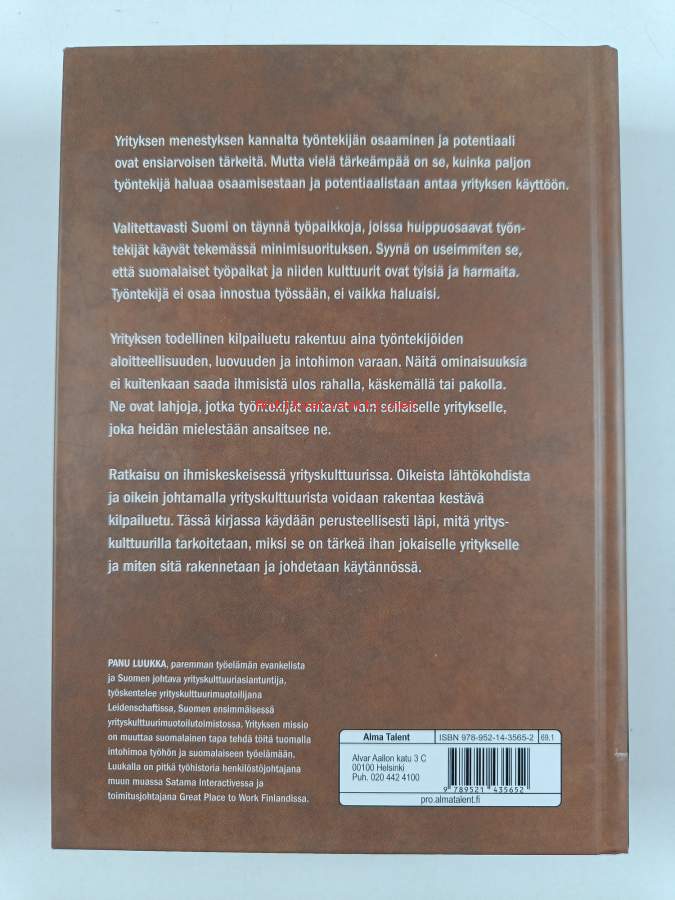 Yrityksen menestyksen kannalta työntekijän osaaminen ja potentiaali
ovat ensiarvoisen tärkeitä. Mutta vielä tärkeämpää on se, kuinka paljon
työntekijä haluaa osaamisestaan ja potentiaalistaan antaa yrityksen käyttöön.
Valitettavasti Suomi on täynnä työpaikkoja, joissa huippuosaavat työn-
tekijät käyvät tekemässä minimisuorituksen. Syynä on useimmiten se,
että suomalaiset työpaikat ja niiden kulttuurit ovat tylsiä ja harmaita.
Työntekijä ei osaa innostua työssään, ei vaikka haluaisi.
Yrityksen todellinen kilpailuetu rakentuu aina työntekijöiden
aloitteellisuuden, luovuuden ja intohimon varaan. Näitä ominaisuuksia
ei kuitenkaan saada ihmisistä ulos rahalla, käskemällä tai pakolla.
Ne ovat lahjoja, jotka työntekijät antavat vain sellaiselle yritykselle,
joka heidän mielestään ansaitsee ne.
Ratkaisu on ihmiskeskeisessä yrityskulttuurissa. Oikeista lähtökohdista
ja oikein johtamalla yrityskulttuurista voidaan rakentaa kestävä
kilpailuetu. Tässä kirjassa käydään perusteellisesti läpi, mitä yritys-
kulttuurilla tarkoitetaan, miksi se on tärkeä ihan jokaiselle yritykselle
ja miten sitä rakennetaan ja johdetaan käytännössä.
PANU LUUKKA, paremman työelämän evankelista
ja Suomen johtava yrityskulttuuriasiantuntija,
työskentelee yrityskulttuurimuotoilijana
Leidenschaftissa, Suomen ensimmäisessä
yrityskulttuurimuotoilutoimistossa. Yrityksen missio
on muuttaa suomalainen tapa tehdä töitä tuomalla
intohimoa työhön ja suomalaiseen työelämään.
Luukalla on pitkä työhistoria henkilöstöjohtajana
muun muassa Satama Interactivessa ja
toimitusjohtajana Great Place to Work Finlandissa.
Alma Talent ISBN 978-952-14-3565-2 69.1
Alvar Aallon katu 3 C
00100 Helsinki
Puh. 020 442 4100
9 789521 435652
pro.almatalent.fi